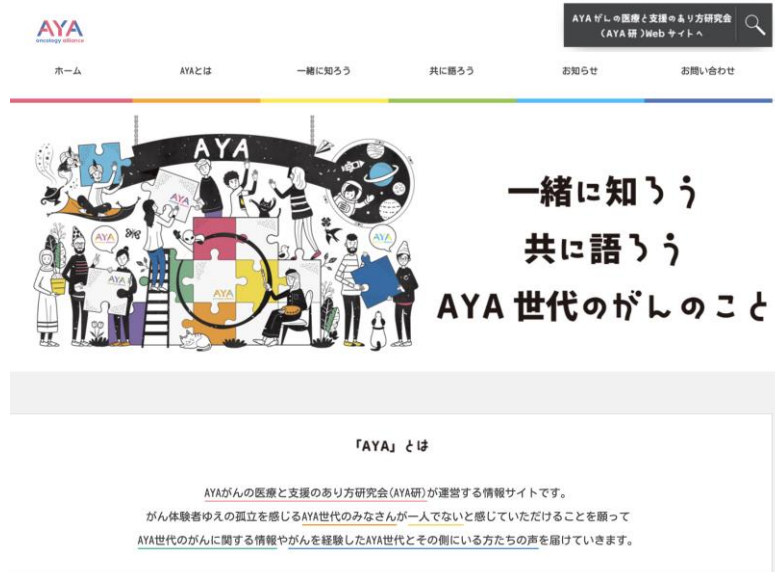 AYA
oncology alliance
AYAがんの医療と支援のあり方研究会
(AYA研)Webサイトへ
ホーム
AYAとは
一緒に知ろう
共に語ろう
お知らせ
お問い合わせ
AYA
AYA
AYA
AYA
AYA
AYA
一緒に知ろう
共に語ろう
AYA世代のがんのこと
「AYA」とは
AYAがんの医療と支援のあり方研究会(AYA研)が運営する情報サイトです。
がん体験者ゆえの孤立を感じるAYA世代のみなさんが一人でないと感じていただけることを願って
AYA世代のがんに関する情報やがんを経験したAYA世代とその側にいる方たちの声を届けていきます。